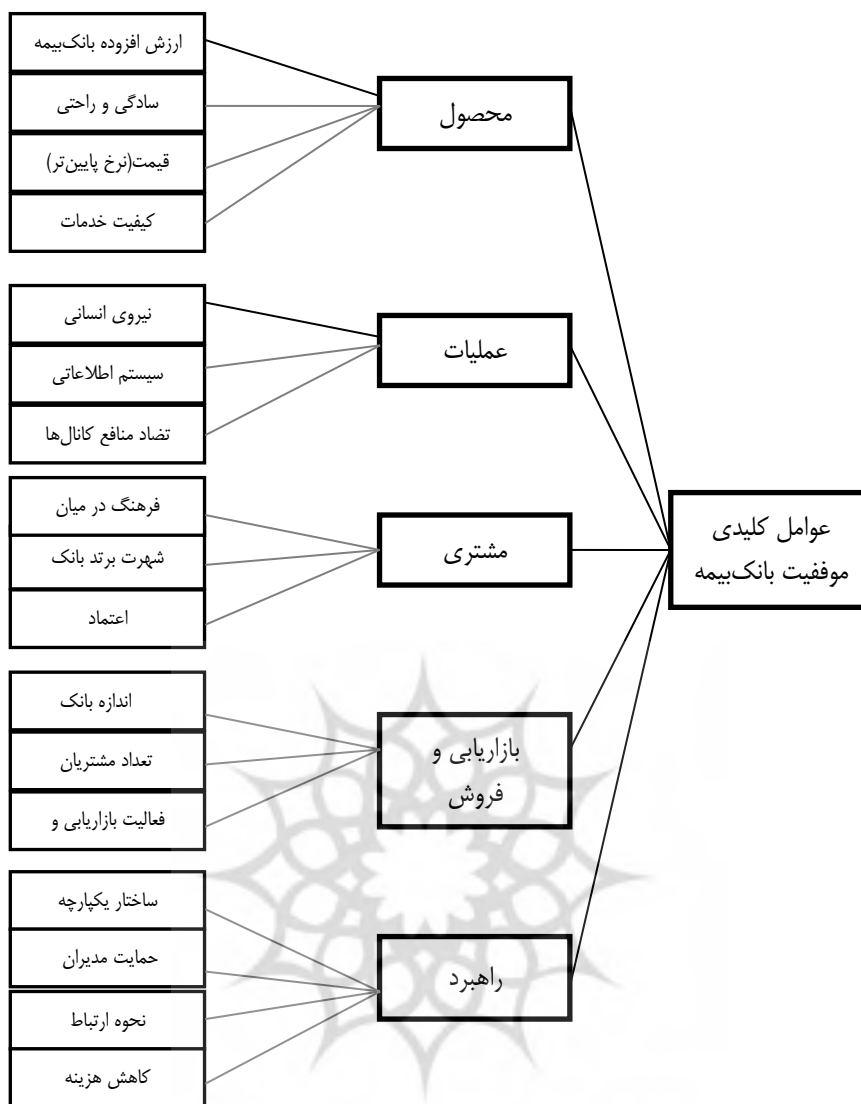 عوامل کلیدی
موفقیت بانک‌بیمه
محصول
ارزش افزوده بانک‌بیمه
سادگی و راحتی
قیمت(نرخ پایین‌تر)
کیفیت خدمات
عملیات
نیروی انسانی
سیستم اطلاعاتی
تضاد منافع کانال‌ها
مشتری
فرهنگ در میان
شهرت برتد بانک
اعتماد
بازاریابی و
فروش
اندازه بانک
تعداد مشتریان
فعالیت بازاریابی و
راهبرد
ساختار یکپارچه
حمایت مدیران
نحوه ارتباط
کاهش هزینه